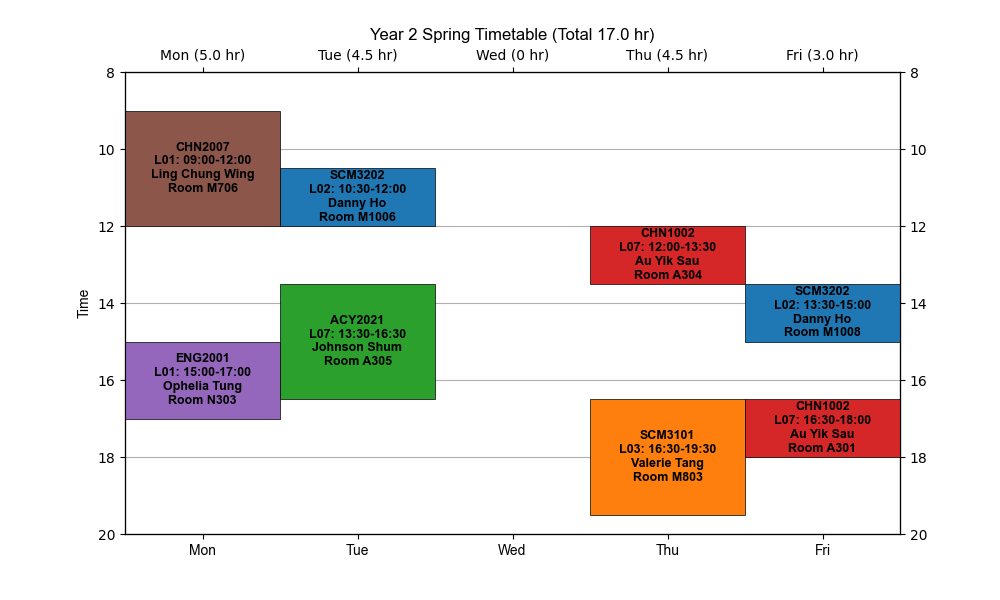 Year 2 Spring Timetable (Total 17.0 hr)
Mon (5.0 hr) Tue (4.5 hr) Wed (0 hr) Thu (4.5 hr) Fri (3.0 hr)
8 8
CHN2007
L01: 09:00-12:00
Ling Chung Wing
Room M706
10 10
SCM3202
L02: 10:30-12:00
Danny Ho
Room M1006
12 12
CHN1002
L07: 12:00-13:30
Au Yik Sau
Room A304
SCM3202
L02: 13:30-15:00
Danny Ho
Room M1008
14 14
Time
ACY2021
L07: 13:30-16:30
Johnson Shum
Room A305
ENG2001
L01: 15:00-17:00
Ophelia Tung
Room N303
16 16
CHN1002
L07: 16:30-18:00
Au Yik Sau
Room A301
SCM3101
L03: 16:30-19:30
Valerie Tang
Room M803
18 18
20 20
Mon Tue Wed Thu Fri